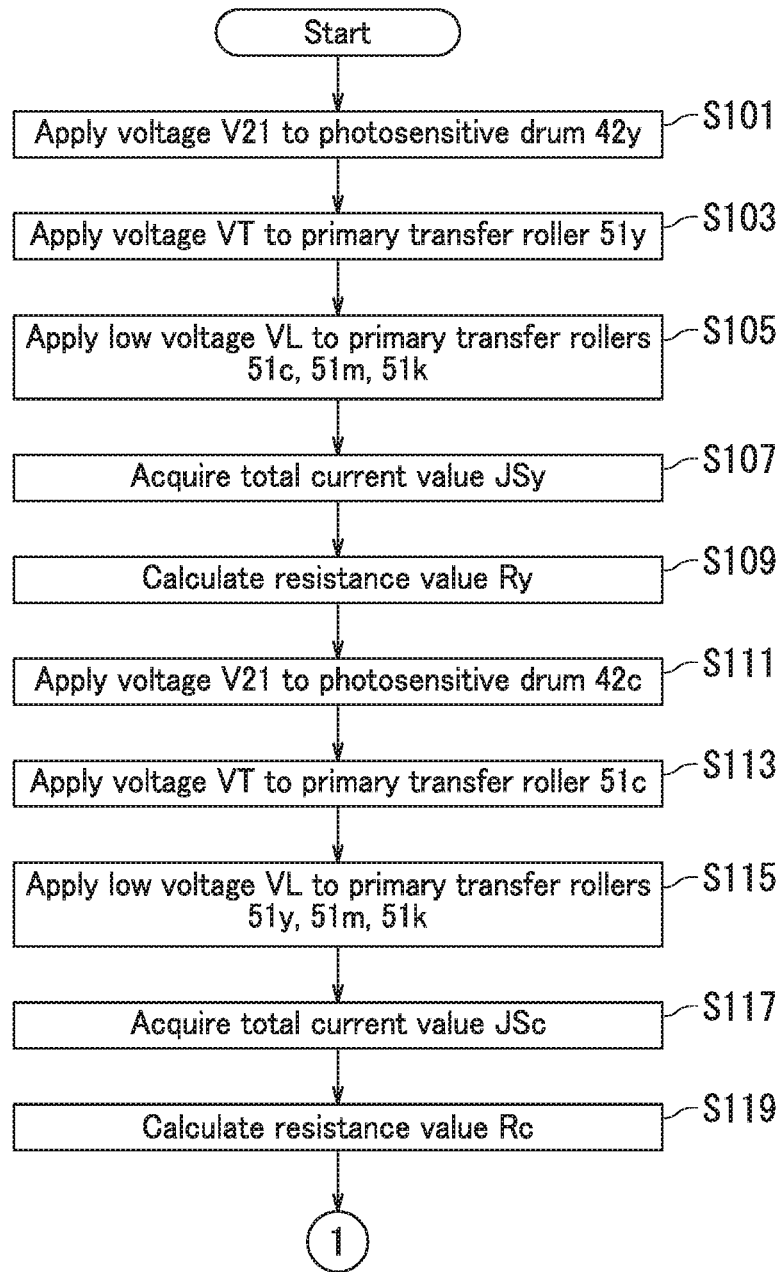 Start
Apply voltage V21 to photosensitive drum 42y
S101
Apply voltage VT to primary transfer roller 51y
S103
Apply low voltage VL to primary transfer rollers
51c, 51m, 51k
S105
Acquire total current value JSy
S107
Calculate resistance value Ry
S109
Apply voltage V21 to photosensitive drum 42c
S111
Apply voltage VT to primary transfer roller 51c
S113
Apply low voltage VL to primary transfer rollers
51y, 51m, 51k
S115
Acquire total current value JSc
S117
Calculate resistance value Rc
S119
1